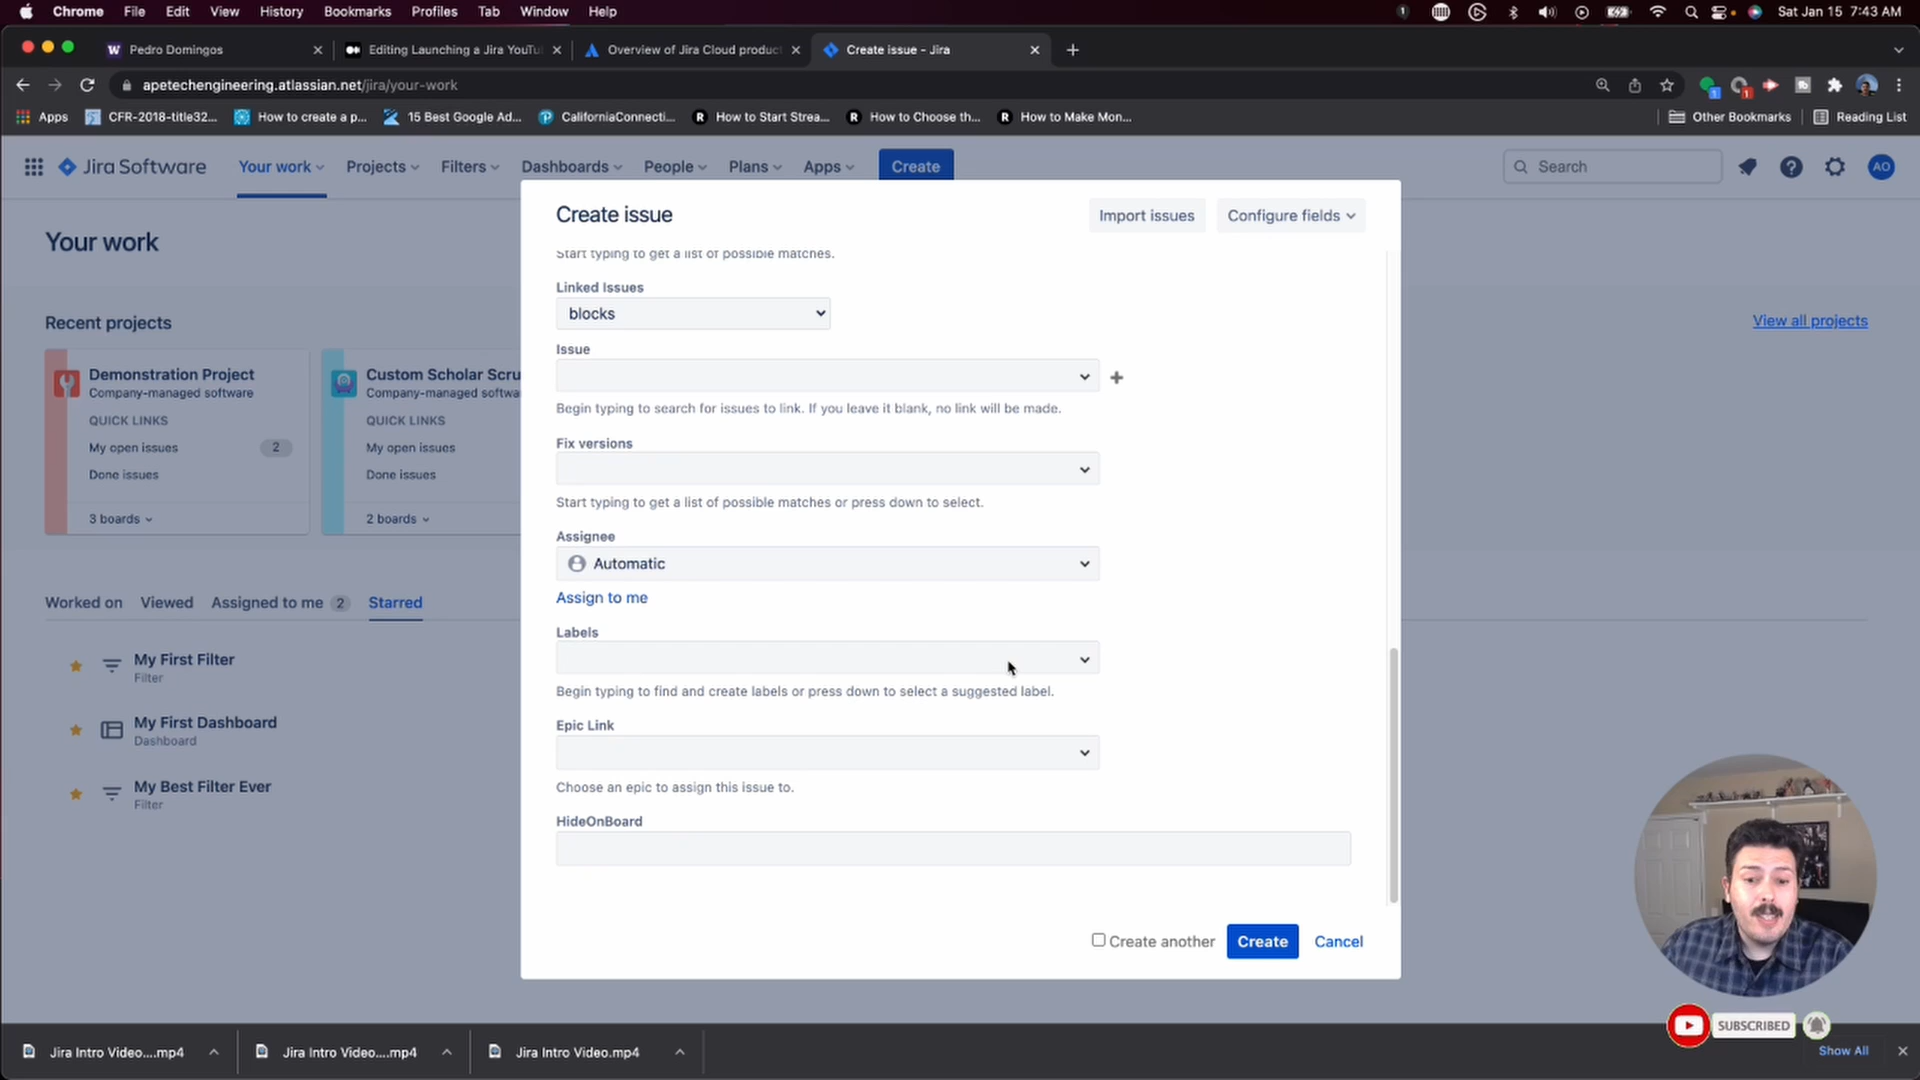 Chrome File Edit View History Bookmarks Profiles Tab Window Help
Sat Jan 15 7:43 AM
Pedro Domingos
Editing Launching a Jira YouTu
Overview of Jira Cloud product
Create issue - Jira
apetechengineering.atlassian.net/jira/your-work
Apps
CFR-2018-title32...
How to create a p...
15 Best Google Ad...
CaliforniaConnecti...
How to Start Strea...
How to Choose th...
How to Make Mon...
Other Bookmarks
Reading List
Jira Software
Your work
Projects
Filters
Dashboards
People
Plans
Apps
Create
Search
AO
Your work
Recent projects
View all projects
Demonstration Project
Company-managed software
QUICK LINKS
My open issues 2
Done issues
3 boards
Custom Scholar Scru
Company-managed softwa
QUICK LINKS
My open issues
Done issues
2 boards
Worked on
Viewed
Assigned to me 2
Starred
My First Filter
Filter
My First Dashboard
Dashboard
My Best Filter Ever
Filter
Create issue
Import issues
Configure fields
Start typing to get a list of possible matches.
Linked Issues
blocks
Issue
Begin typing to search for issues to link. If you leave it blank, no link will be made.
Fix versions
Start typing to get a list of possible matches or press down to select.
Assignee
Automatic
Assign to me
Labels
Begin typing to find and create labels or press down to select a suggested label.
Epic Link
Choose an epic to assign this issue to.
HideOnBoard
Create another
Create
Cancel
SUBSCRIBED
Jira Intro Video....mp4
Jira Intro Video....mp4
Jira Intro Video.mp4
Show All